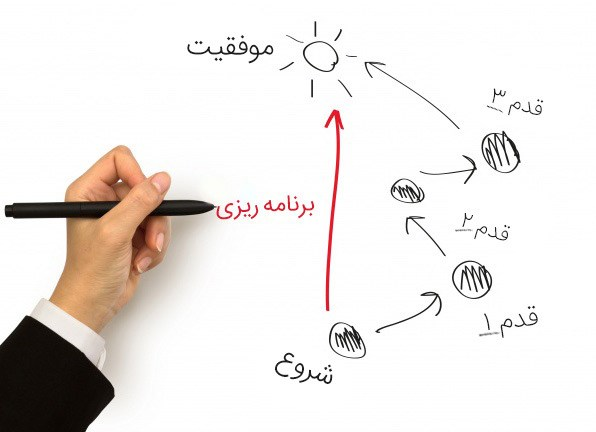 موفقیت
قدم ۳
برنامه ریزی
قدم ۲
قدم ۱
شروع